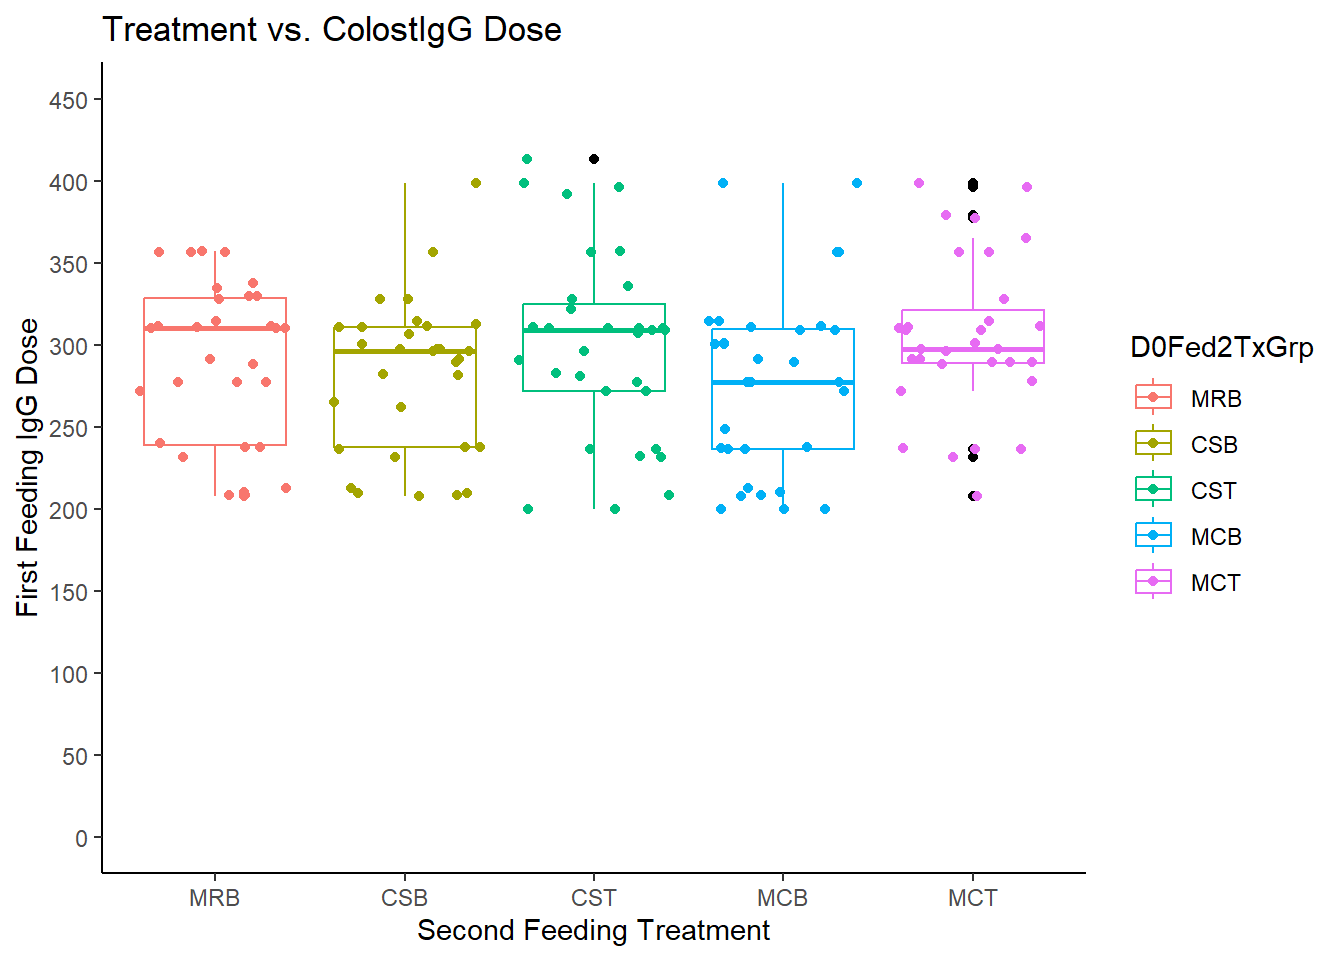 Treatment vs. ColostIgG Dose
First Feeding IgG Dose
450
400
350
300
250
200
150
100
50
0
MRB CSB CST MCB MCT
Second Feeding Treatment
D0Fed2TxGrp
MRB
CSB
CST
MCB
MCT